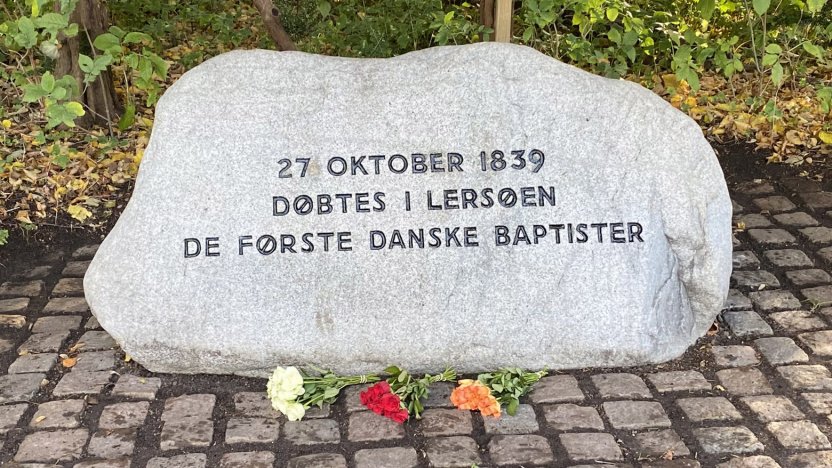 27 OKTOBER 1839
DØBTES I LERSØEN
DE FØRSTE DANSKE BAPTISTER